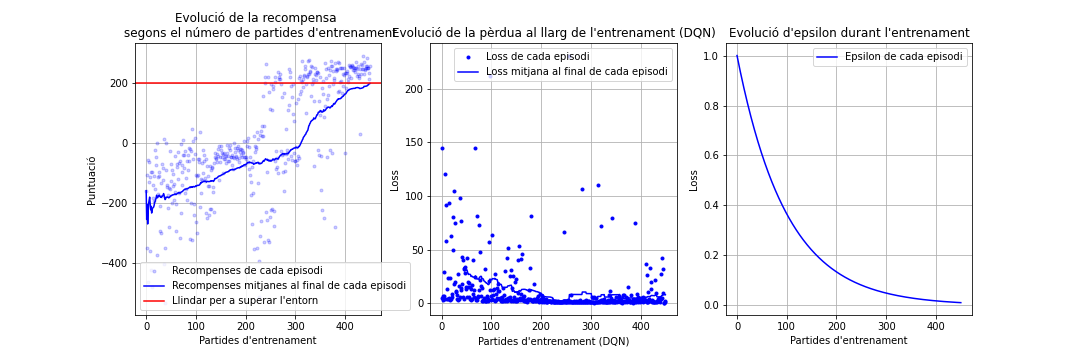 Evolució de la recompensa
segons el número de partides d'entrenament
Puntuació
200
0
−200
−400
Recompenses de cada episodi
Recompenses mitjanes al final de cada episodi
Llindar per a superar l'entorn
0 100 200 300 400
Partides d'entrenament
Evolució de la pèrdua al llarg de l'entrenament (DQN)
Loss
200
150
100
50
0
Loss de cada episodi
Loss mitjana al final de cada episodi
0 100 200 300 400
Partides d'entrenament (DQN)
Evolució d'epsilon durant l'entrenament
Loss
1.0
0.8
0.6
0.4
0.2
0.0
Epsilon de cada episodi
0 100 200 300 400
Partides d'entrenament